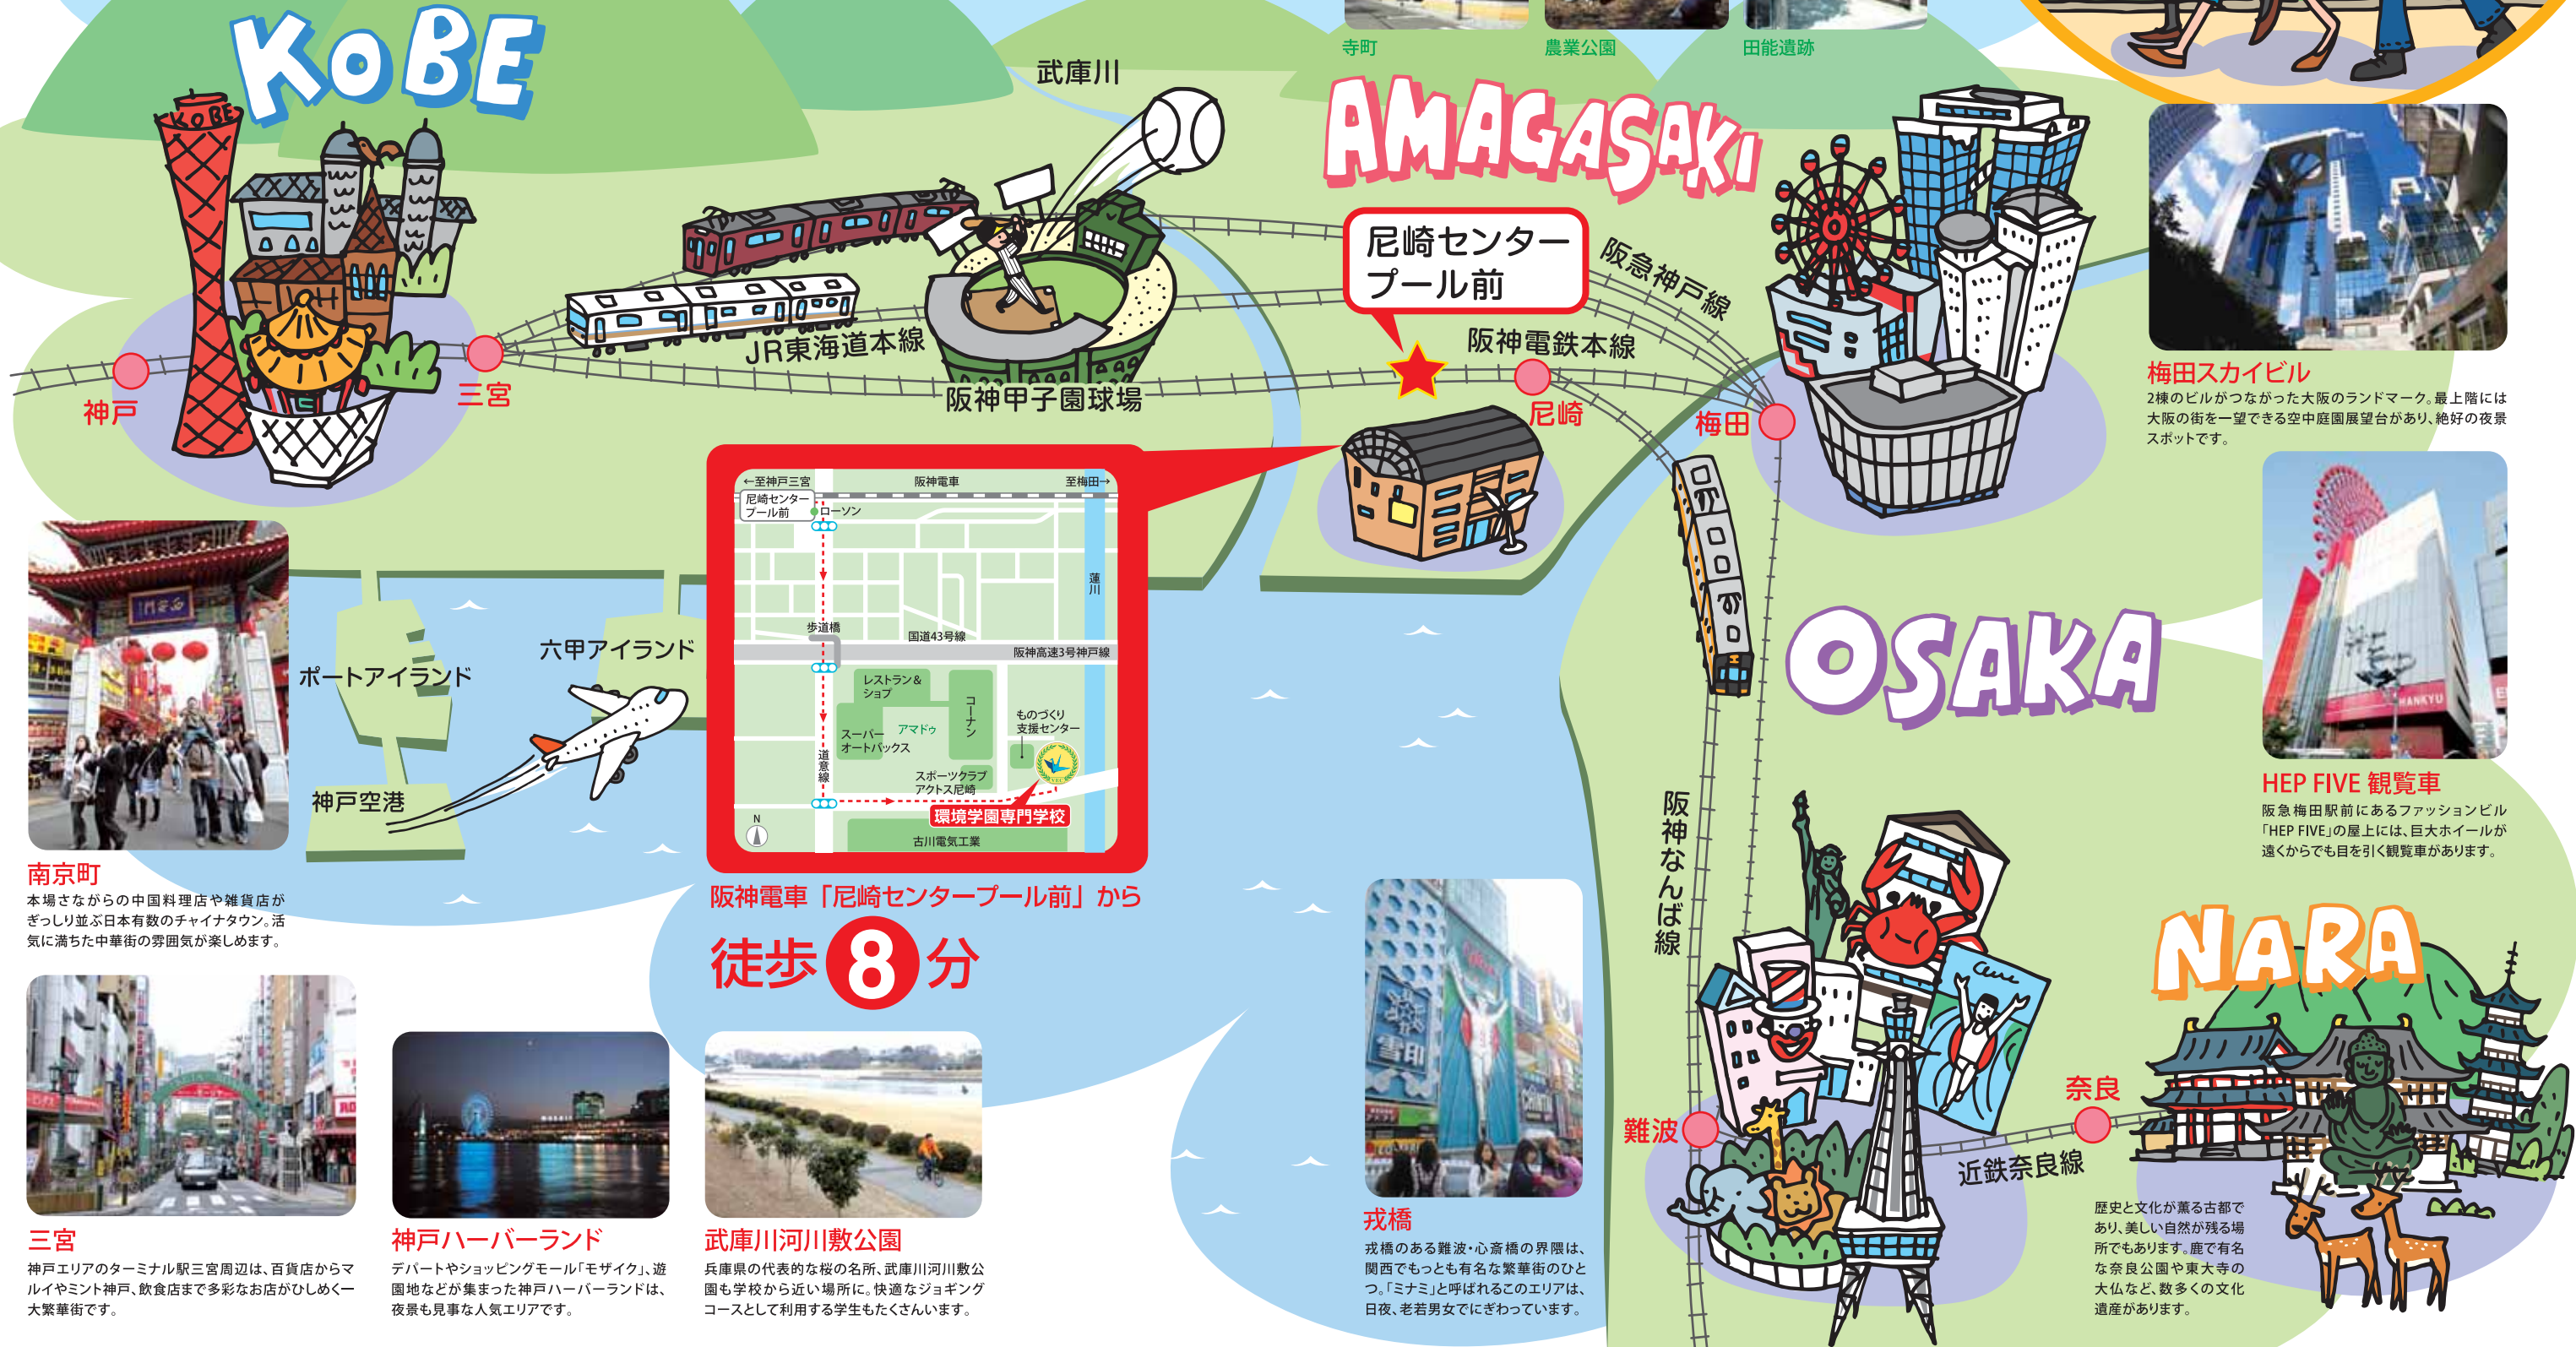 KOBE
KOBE
武庫川
寺町
農業公園
田能遺跡
AMAGASAKI
尼崎センター
プール前
阪急神戸線
阪神電鉄本線
JR東海道本線
阪神甲子園球場
神戸
三宮
尼崎
梅田
梅田スカイビル
2棟のビルがつながった大阪のランドマーク。最上階には
大阪の街を一望できる空中庭園展望台があり、絶好の夜景
スポットです。
←至神戸三宮
阪神電車
至梅田→
尼崎センター
プール前
ローソン
蓮川
歩道橋
国道43号線
阪神高速3号神戸線
レストラン&
ショプ
コーナン
ものづくり
支援センター
スーパー
オートバックス
アマドゥ
道意線
スポーツクラブ
アクトス尼崎
環境学園専門学校
N
古川電気工業
阪神電車「尼崎センタープール前」から
徒歩8分
六甲アイランド
ポートアイランド
神戸空港
OSAKA
HANKYU
HEP FIVE 観覧車
阪急梅田駅前にあるファッションビル
「HEP FIVE」の屋上には、巨大ホイールが
遠くからでも目を引く観覧車があります。
南京町
本場さながらの中国料理店や雑貨店が
ぎっしり並ぶ日本有数のチャイナタウン。活
気に満ちた中華街の雰囲気が楽しめます。
阪神なんば線
NARA
雪印
難波
奈良
近鉄奈良線
三宮
神戸エリアのターミナル駅三宮周辺は、百貨店からマ
ルイやミント神戸、飲食店まで多彩なお店がひしめく一
大繁華街です。
神戸ハーバーランド
デパートやショッピングモール「モザイク」、遊
園地などが集まった神戸ハーバーランドは、
夜景も見事な人気エリアです。
武庫川河川敷公園
兵庫県の代表的な桜の名所、武庫川河川敷公
園も学校から近い場所に。快適なジョギング
コースとして利用する学生もたくさんいます。
戎橋
戎橋のある難波・心斎橋の界隈は、
関西でもっとも有名な繁華街のひと
つ。「ミナミ」と呼ばれるこのエリアは、
日夜、老若男女でにぎわっています。
歴史と文化が薫る古都で
あり、美しい自然が残る場
所でもあります。鹿で有名
な奈良公園や東大寺の
大仏など、数多くの文化
遺産があります。